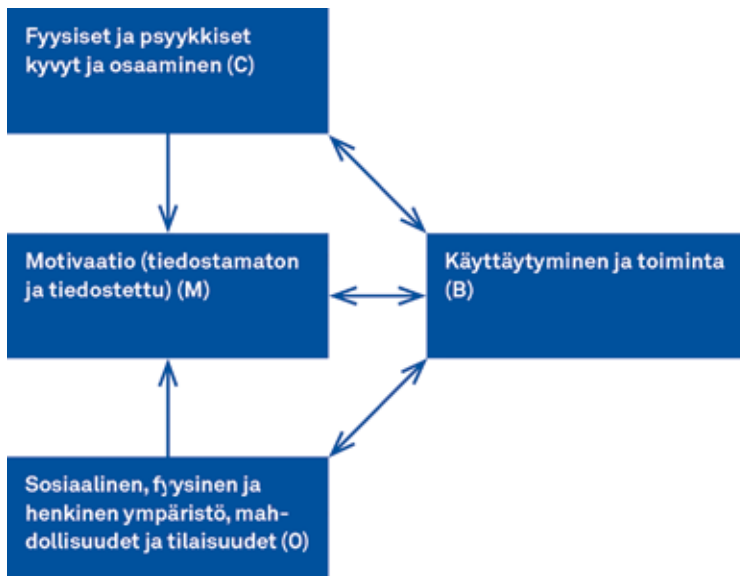 Fyysiset ja psyykkiset
kyvyt ja osaaminen (C)
Motivaatio (tiedostamaton
ja tiedostettu) (M)
Käyttäytyminen ja toiminta
(B)
Sosiaalinen, fyysinen ja
henkinen ympäristö, mah-
dollisuudet ja tilaisuudet (O)